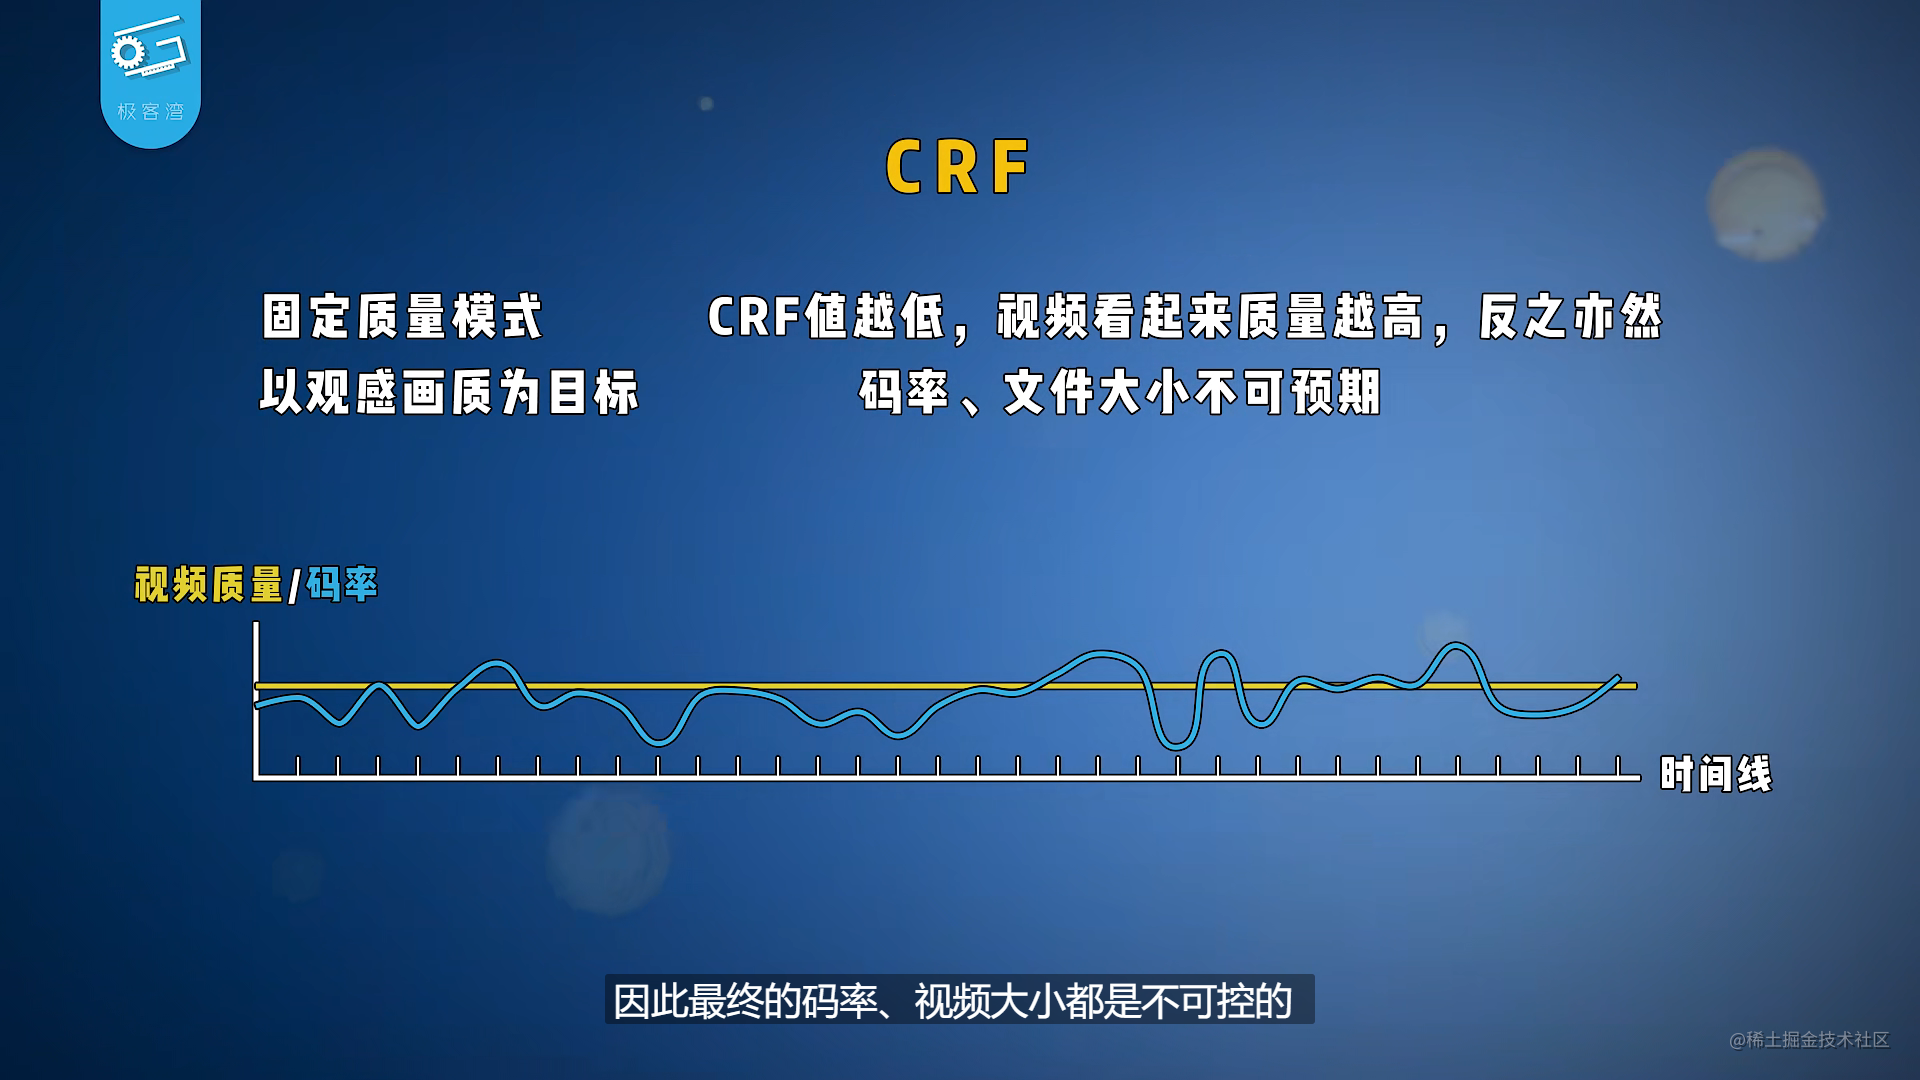 极客湾
CRF
固定质量模式
CRF值越低，视频看起来质量越高，反之亦然
以观感画质为目标
码率、文件大小不可预期
视频质量/码率
时间线
因此最终的码率、视频大小都是不可控的
@稀土掘金技术社区